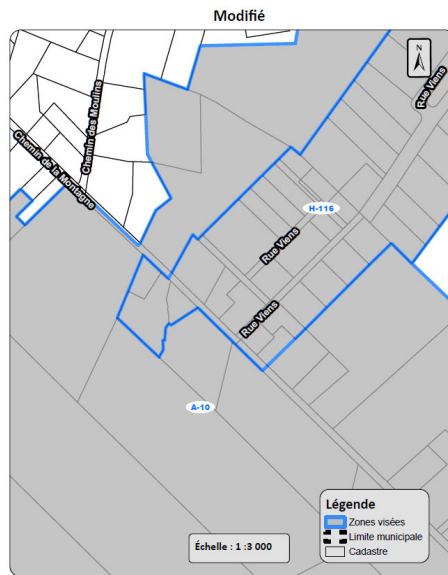 Modifié
N
Rue Viens
Chemin des Moulins
Chemin de la Montagne
H-116
Rue Viens
Rue Viens
A-10
Légende
Zones visées
Limite municipale
Cadastre
Échelle : 1 :3 000